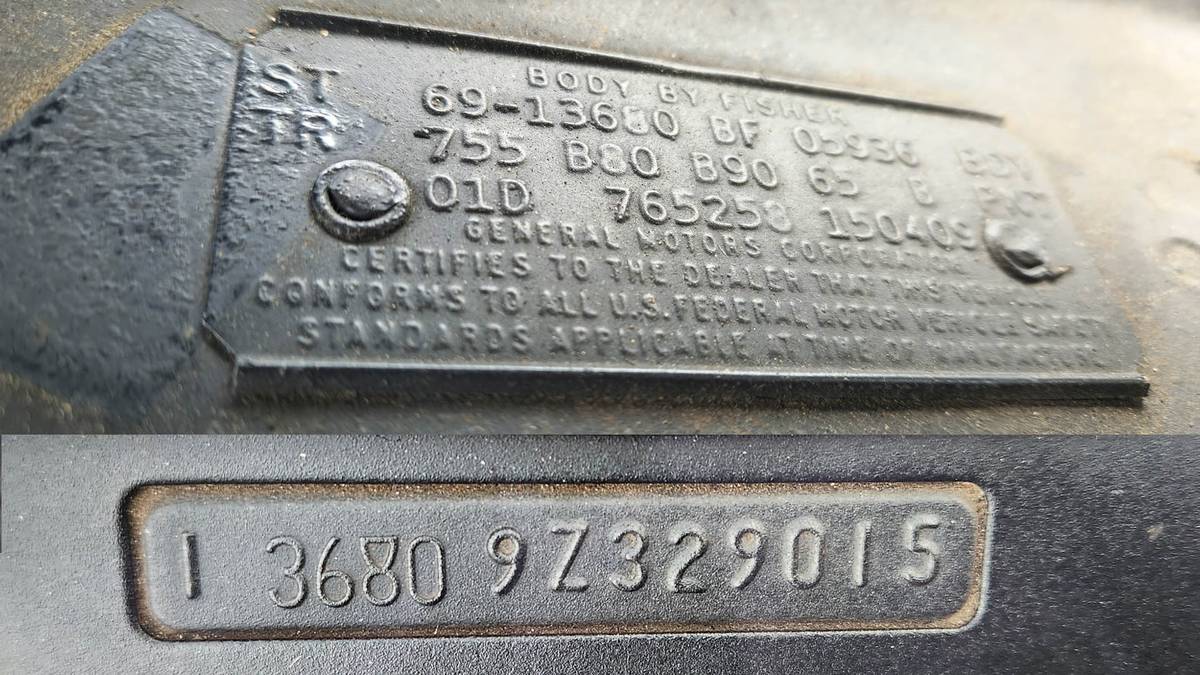 BODY BY FISHER
ST 69-13680 BF 05936 BDY
TR 755 B80 B90 65 B PNT
01D 765258 150409
GENERAL MOTORS CORPORATION
CERTIFIES TO THE DEALER THAT THIS VEHICLE
CONFORMS TO ALL U.S. FEDERAL MOTOR VEHICLE SAFETY
STANDARDS APPLICABLE AT TIME OF MANUFACTURE
1 3680 9Z329015